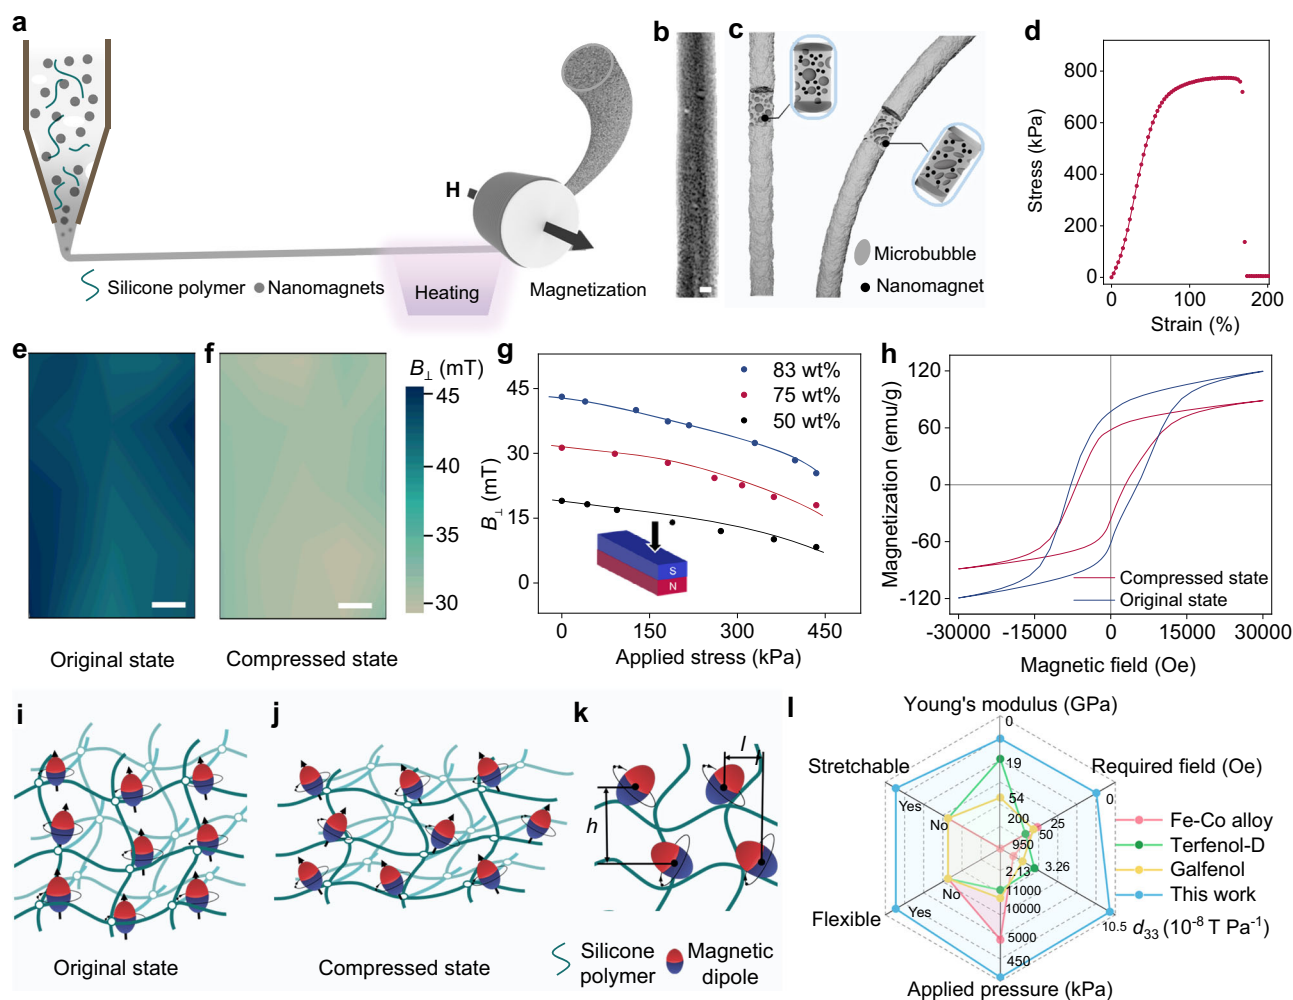 a
H
Silicone polymer
Nanomagnets
Heating
Magnetization
b
c
Microbubble
Nanomagnet
d
Stress (kPa)
800
600
400
200
0
0
100
200
Strain (%)
e
Original state
f
Compressed state
B⊥ (mT)
45
40
35
30
g
B⊥ (mT)
45
30
15
0
83 wt%
75 wt%
50 wt%
S
N
0
150
300
450
Applied stress (kPa)
h
Magnetization (emu/g)
120
60
0
-60
-120
Compressed state
Original state
-30000
-15000
0
15000
30000
Magnetic field (Oe)
i
Original state
j
Compressed state
k
l
h
Silicone
polymer
Magnetic
dipole
l
Young's modulus (GPa)
0
19
54
200
Required field (Oe)
0
25
50
950
d33 (10-8 T Pa-1)
10.5
3.26
2.13
Applied pressure (kPa)
11000
10000
5000
450
Flexible
Yes
No
Stretchable
Yes
No
Fe-Co alloy
Terfenol-D
Galfenol
This work